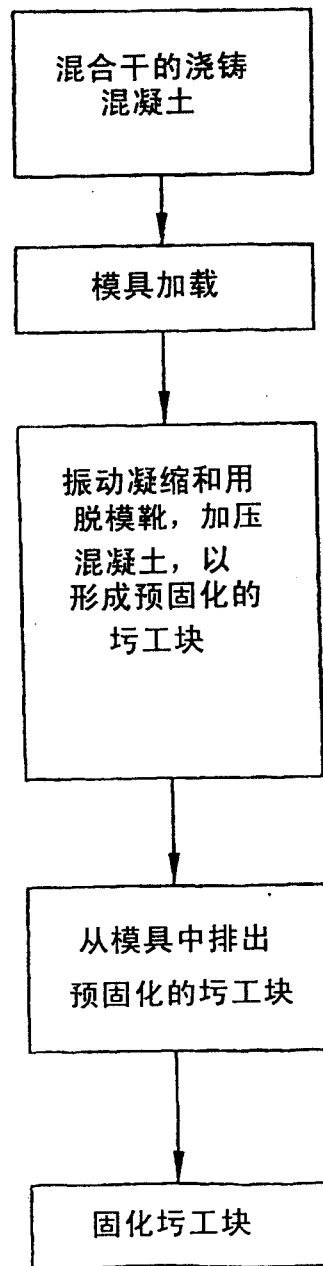 混合干的浇铸
混凝土
模具加载
振动凝缩和用
脱模靴，加压
混凝土，以
形成预固化的
圬工块
从模具中排出
预固化的圬工块
固化圬工块